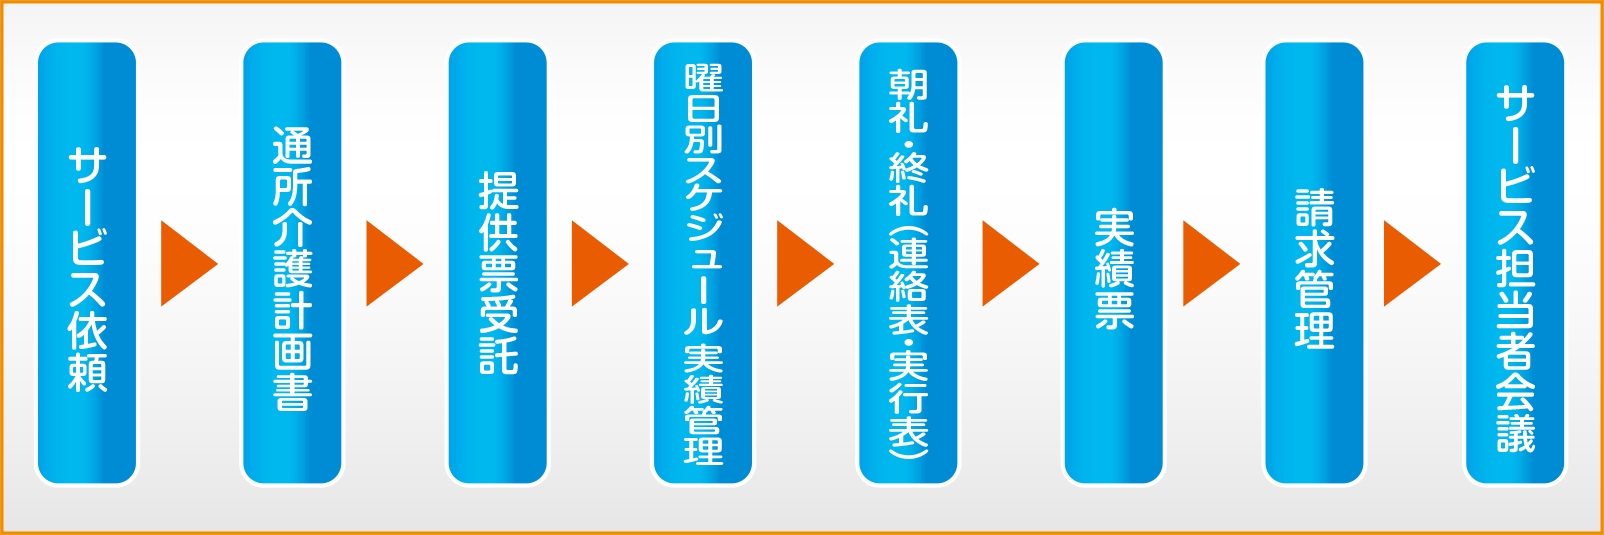 サービス依頼
通所介護計画書
提供票受託
曜日別スケジュール 実績管理
朝礼・終礼（連絡表・実行表）
実績票
請求管理
サービス担当者会議